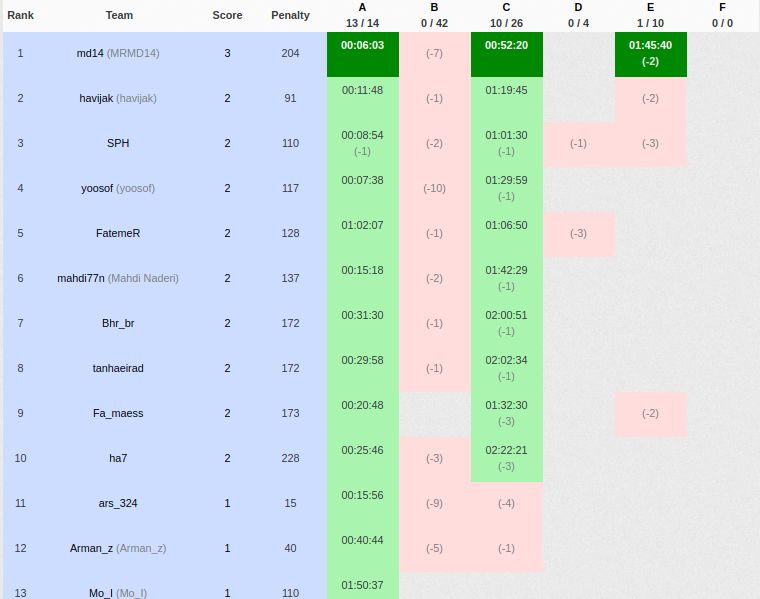 Rank Team Score Penalty A B C D E F
13 / 14 0 / 42 10 / 26 0 / 4 1 / 10 0 / 0
1 md14 (MRMD14) 3 204 00:06:03 (-7) 00:52:20 01:45:40 (-2)
2 havijak (havijak) 2 91 00:11:48 (-1) 01:19:45 (-2)
3 SPH 2 110 00:08:54 (-1) (-2) 01:01:30 (-1) (-1) (-3)
4 yoosof (yoosof) 2 117 00:07:38 (-10) 01:29:59 (-1)
5 FatemeR 2 128 01:02:07 (-1) 01:06:50 (-3)
6 mahdi77n (Mahdi Naderi) 2 137 00:15:18 (-2) 01:42:29 (-1)
7 Bhr_br 2 172 00:31:30 (-1) 02:00:51 (-1)
8 tanhaeirad 2 172 00:29:58 (-1) 02:02:34 (-1)
9 Fa_maess 2 173 00:20:48 01:32:30 (-3) (-2)
10 ha7 2 228 00:25:46 (-3) 02:22:21 (-3)
11 ars_324 1 15 00:15:56 (-9) (-4)
12 Arman_z (Arman_z) 1 40 00:40:44 (-5) (-1)
13 Mo_I (Mo_I) 1 110 01:50:37